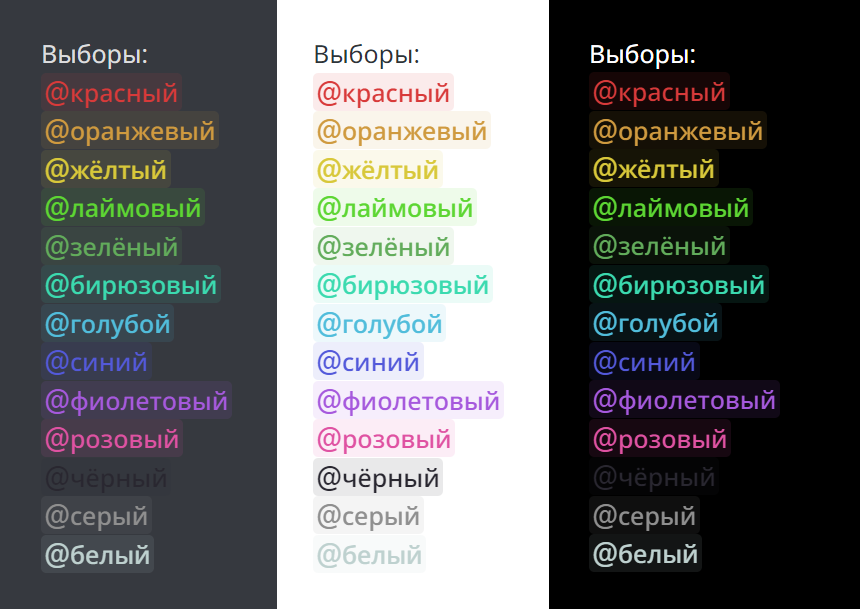 Выборы:
@красный
@оранжевый
@жёлтый
@лаймовый
@зелёный
@бирюзовый
@голубой
@синий
@фиолетовый
@розовый
@чёрный
@серый
@белый
Выборы:
@красный
@оранжевый
@жёлтый
@лаймовый
@зелёный
@бирюзовый
@голубой
@синий
@фиолетовый
@розовый
@чёрный
@серый
@белый
Выборы:
@красный
@оранжевый
@жёлтый
@лаймовый
@зелёный
@бирюзовый
@голубой
@синий
@фиолетовый
@розовый
@чёрный
@серый
@белый